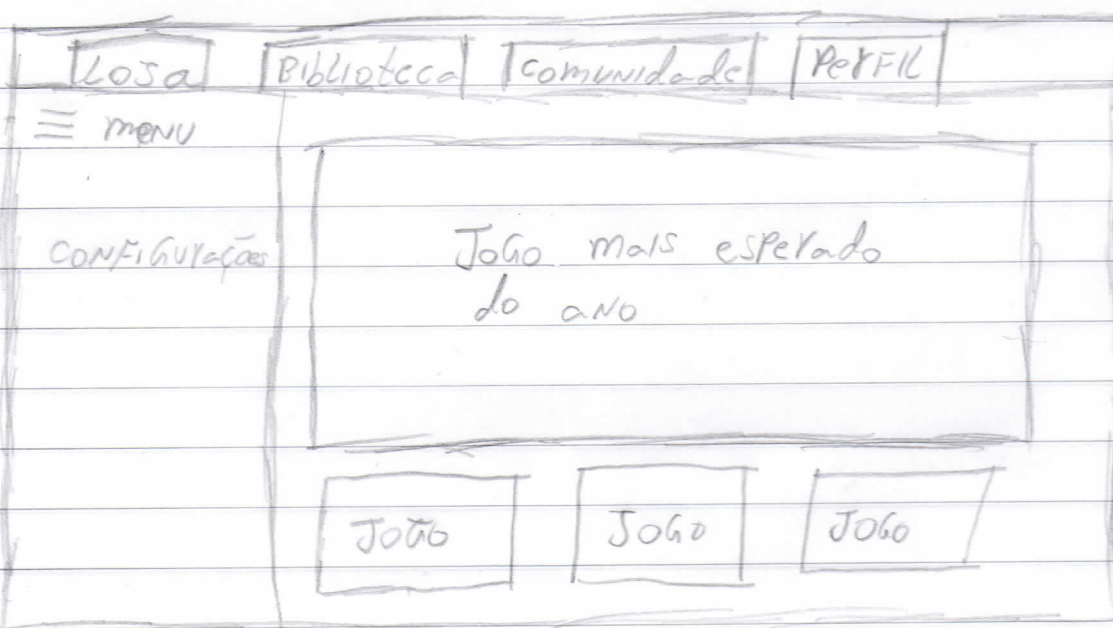 Loja Biblioteca Comunidade Perfil
☰ menu
Configurações
JoGo mais esperado
do ano
JoGo JoGo JoGo